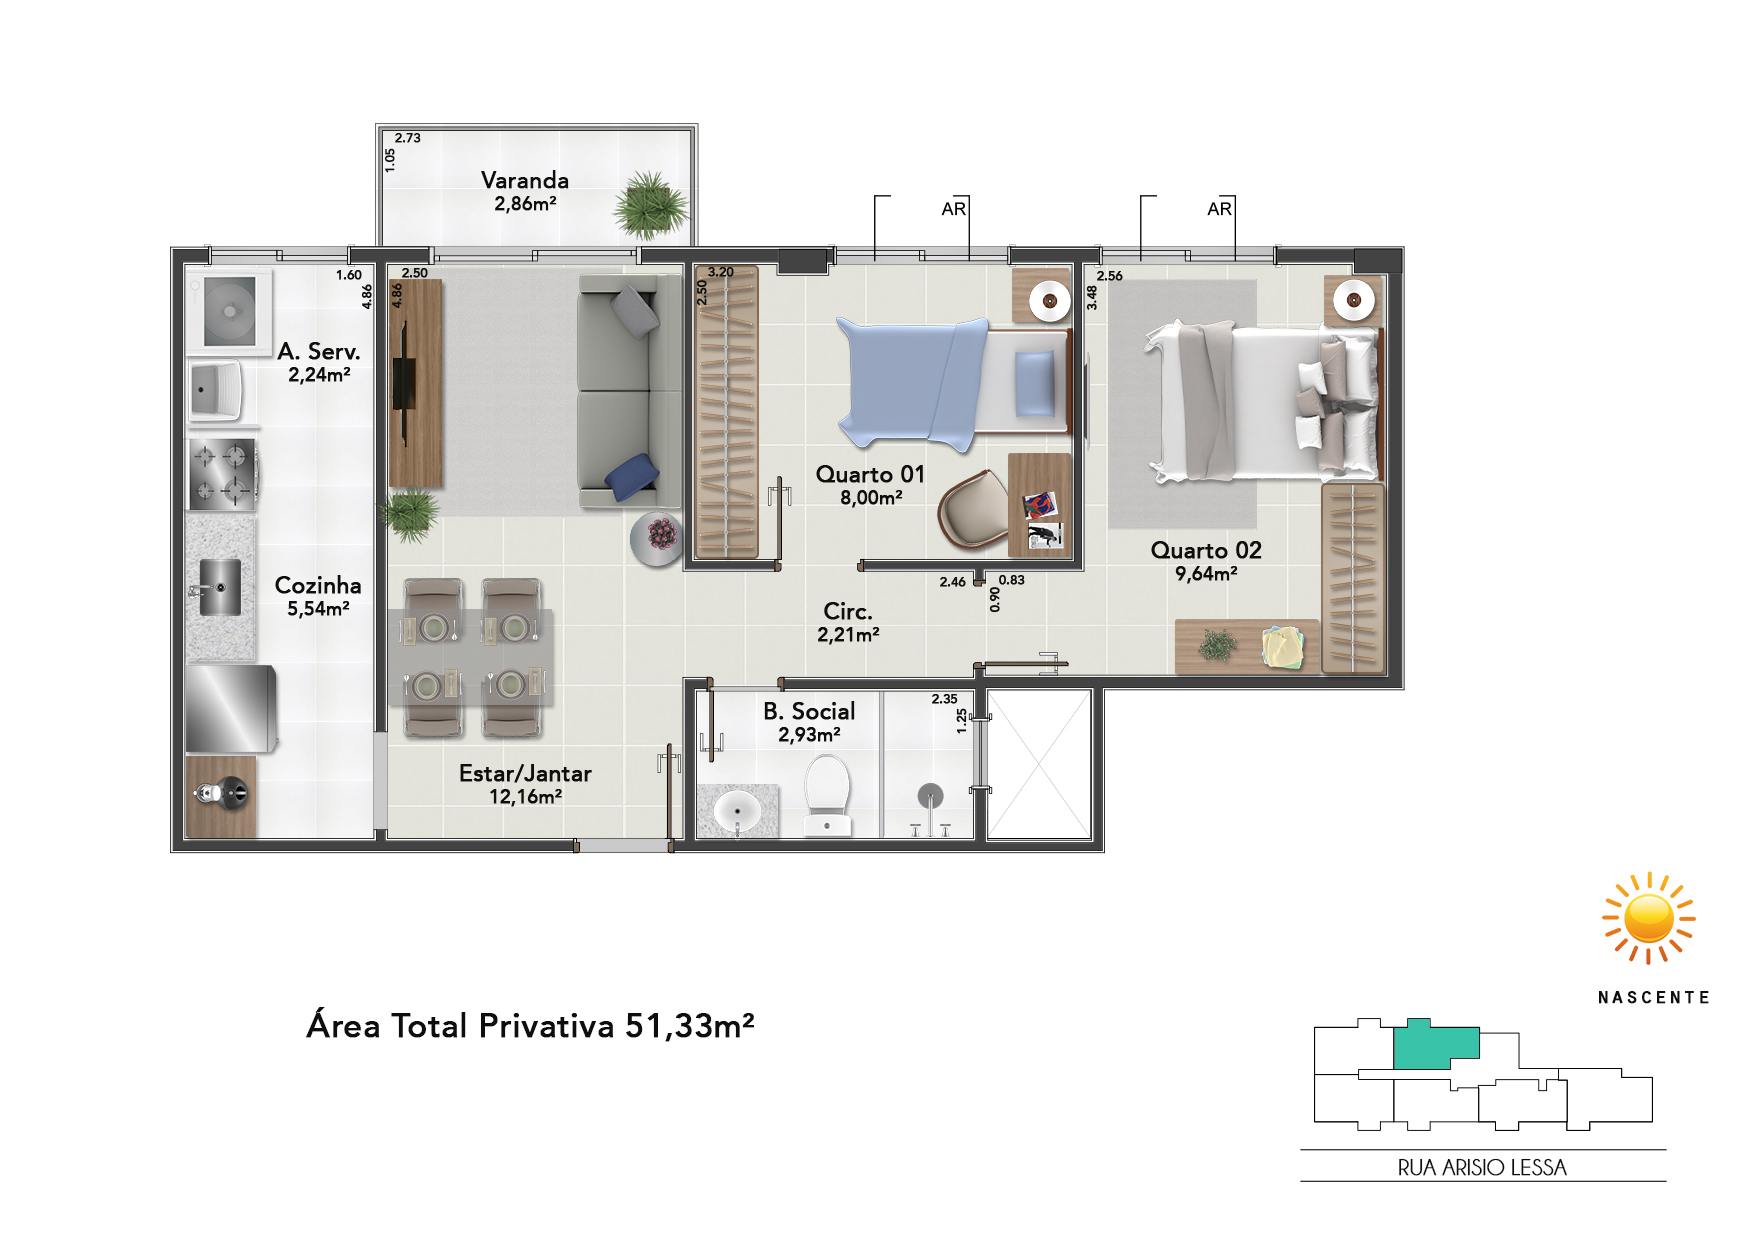 2.73
1.05
Varanda
2,86m²
AR
AR
1.60
4.86
2.50
4.86
3.20
2.50
2.56
3.48
A. Serv.
2,24m²
Quarto 01
8,00m²
Quarto 02
9,64m²
Cozinha
5,54m²
2.46
0.83
0.90
Circ.
2,21m²
B. Social
2,93m²
2.35
1.25
Estar/Jantar
12,16m²
NASCENTE
Área Total Privativa 51,33m²
RUA ARISIO LESSA